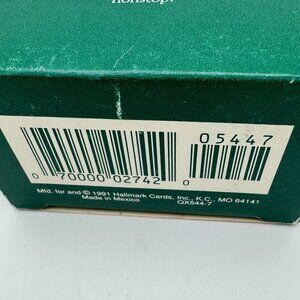 nonstop!
05447
0 70000 02742 0
Mfd. for and © 1991 Hallmark Cards, Inc., K.C., MO 64141
Made in Mexico
QX544-7